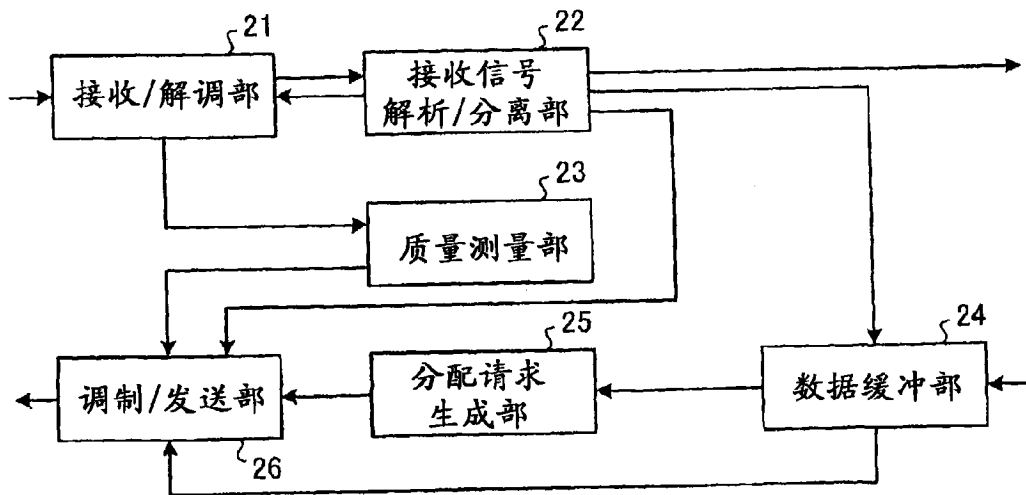 21
接收/解调部
22
接收信号
解析/分离部
23
质量测量部
24
数据缓冲部
25
分配请求
生成部
调制/发送部
26